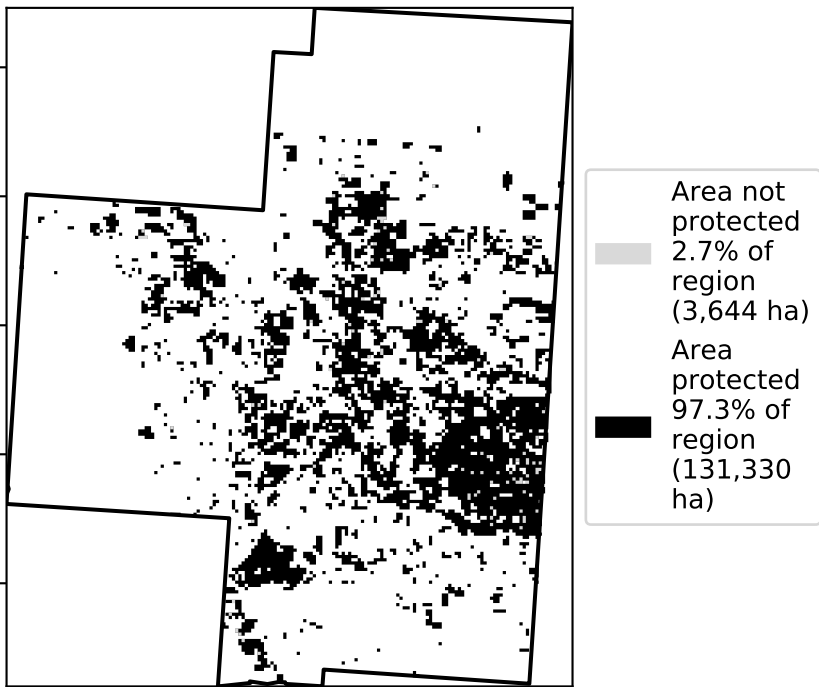 Area not
protected
2.7% of
region
(3,644 ha)
Area
protected
97.3% of
region
(131,330
ha)